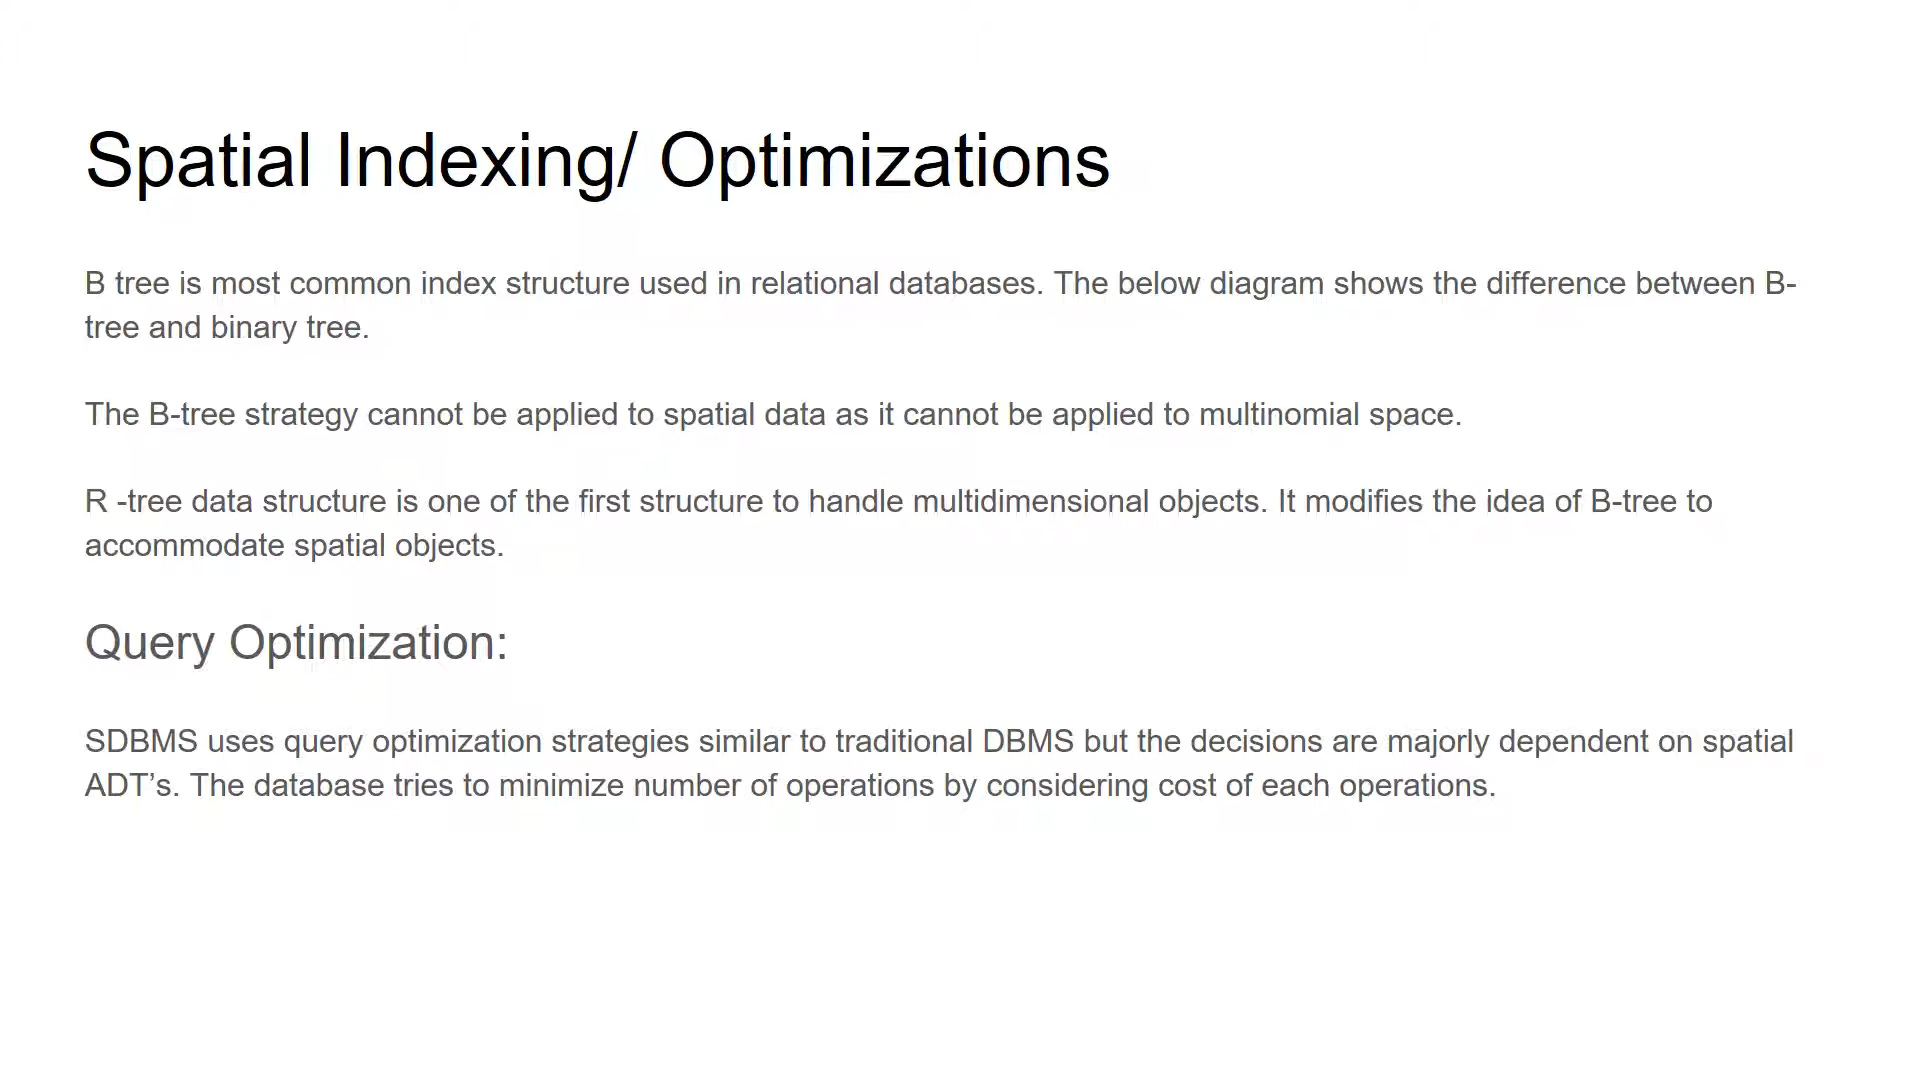 Spatial Indexing/ Optimizations
B tree is most common index structure used in relational databases. The below diagram shows the difference between B-
tree and binary tree.
The B-tree strategy cannot be applied to spatial data as it cannot be applied to multinomial space.
R -tree data structure is one of the first structure to handle multidimensional objects. It modifies the idea of B-tree to
accommodate spatial objects.
Query Optimization:
SDBMS uses query optimization strategies similar to traditional DBMS but the decisions are majorly dependent on spatial
ADT’s. The database tries to minimize number of operations by considering cost of each operations.